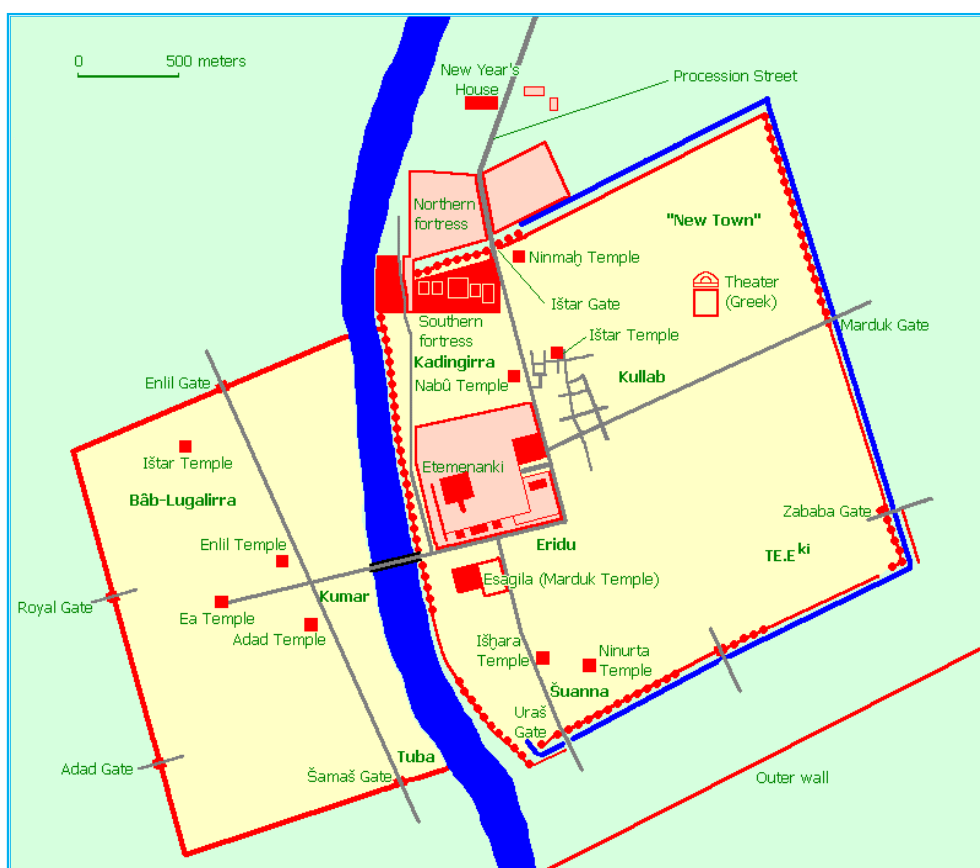 0 500 meters
New Year's
House
Procession Street
Northern
fortress
"New Town"
Ninmaḫ Temple
Theater
(Greek)
Ištar Gate
Southern
fortress
Ištar Temple
Marduk Gate
Kadingirra
Nabû Temple
Kullab
Enlil Gate
Ištar Temple
Etemenanki
Bâb-Lugalirra
Zababa Gate
Enlil Temple
Eridu
TE.E^ki
Esagila (Marduk Temple)
Royal Gate
Kumar
Ea Temple
Adad Temple
Išḫara
Temple
Ninurta
Temple
Šuanna
Uraš
Gate
Tuba
Adad Gate
Šamaš Gate
Outer wall